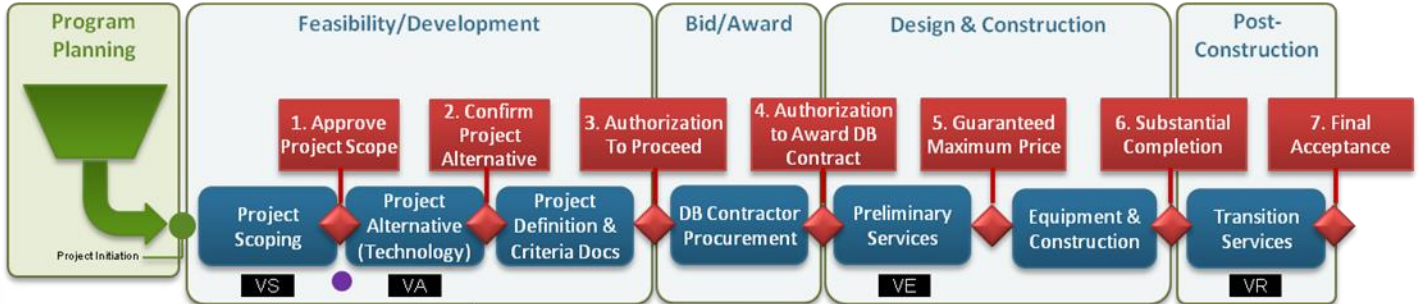 Program
Planning
Project Initiation
Feasibility/Development
Bid/Award
Design & Construction
Post-
Construction
1. Approve
Project Scope
2. Confirm
Project
Alternative
3. Authorization
To Proceed
4. Authorization
to Award DB
Contract
5. Guaranteed
Maximum Price
6. Substantial
Completion
7. Final
Acceptance
Project
Scoping
Project
Alternative
(Technology)
Project
Definition &
Criteria Docs
DB Contractor
Procurement
Preliminary
Services
Equipment &
Construction
Transition
Services
VS
VA
VE
VR